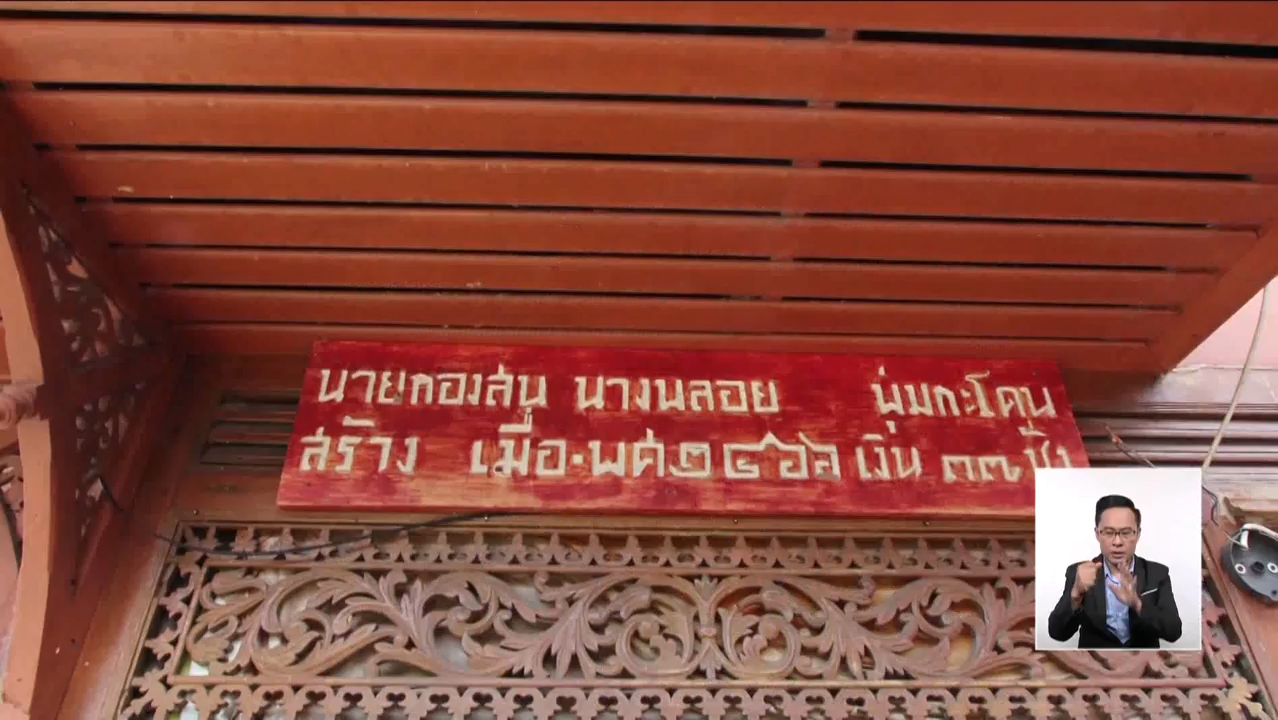 นายกองสนุ นางนลอย นุ่มกะโดน
สร้าง เมื่อ.พศ๒๔๖๖ เงิน ๓๗ ชั่ง